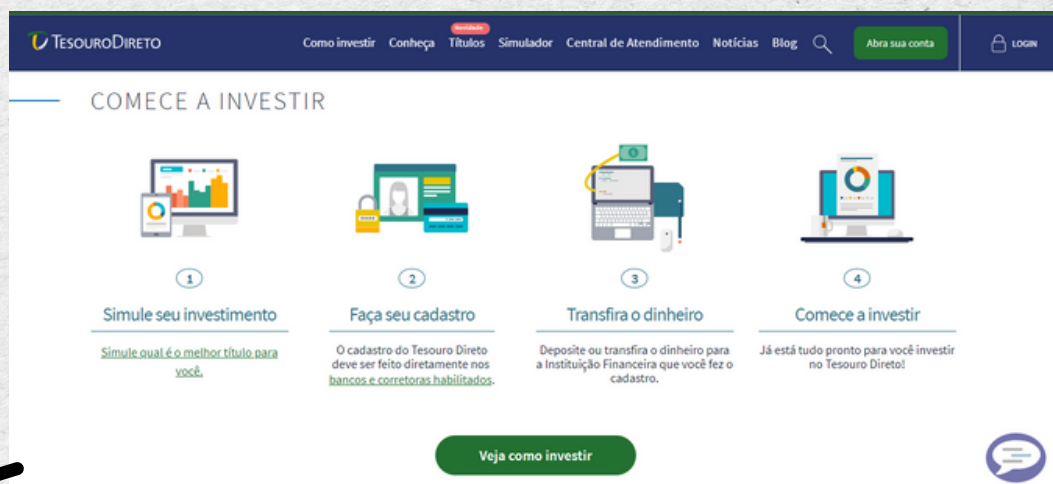 TESOURODIRETO
Como investir Conheça Novidade Títulos Simulador Central de Atendimento Notícias Blog Abra sua conta LOGIN
COMECE A INVESTIR
1
Simule seu investimento
Simule qual é o melhor título para
você.
2
Faça seu cadastro
O cadastro do Tesouro Direto
deve ser feito diretamente nos
bancos e corretoras habilitados.
3
Transfira o dinheiro
Deposite ou transfira o dinheiro para
a Instituição Financeira que você fez o
cadastro.
4
Comece a investir
Já está tudo pronto para você investir
no Tesouro Direto!
Veja como investir